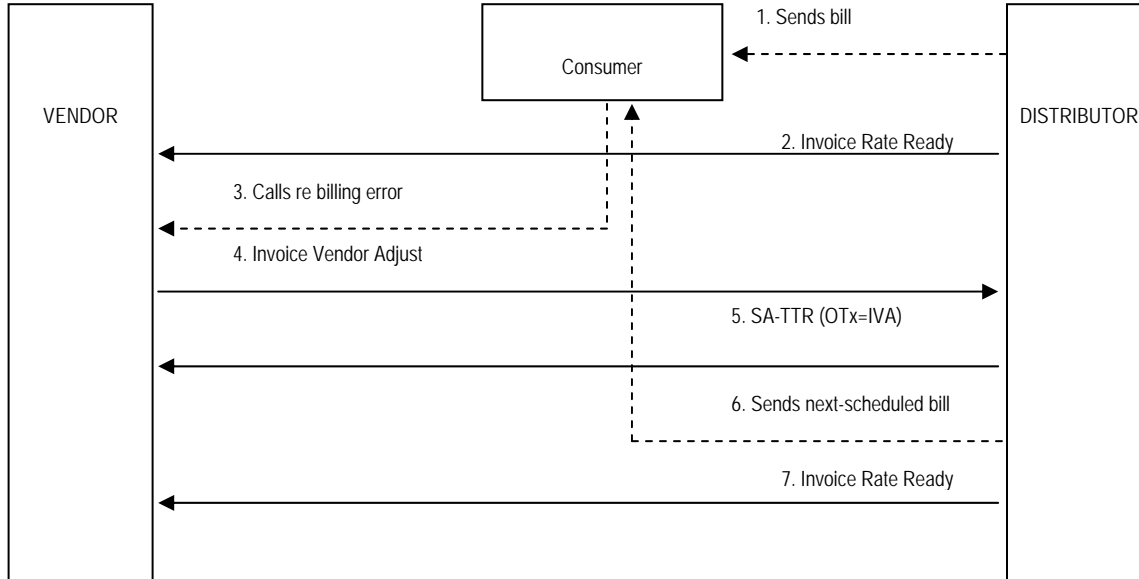 1. Sends bill
Consumer
VENDOR
DISTRIBUTOR
2. Invoice Rate Ready
3. Calls re billing error
4. Invoice Vendor Adjust
5. SA-TTR (OTx=IVA)
6. Sends next-scheduled bill
7. Invoice Rate Ready